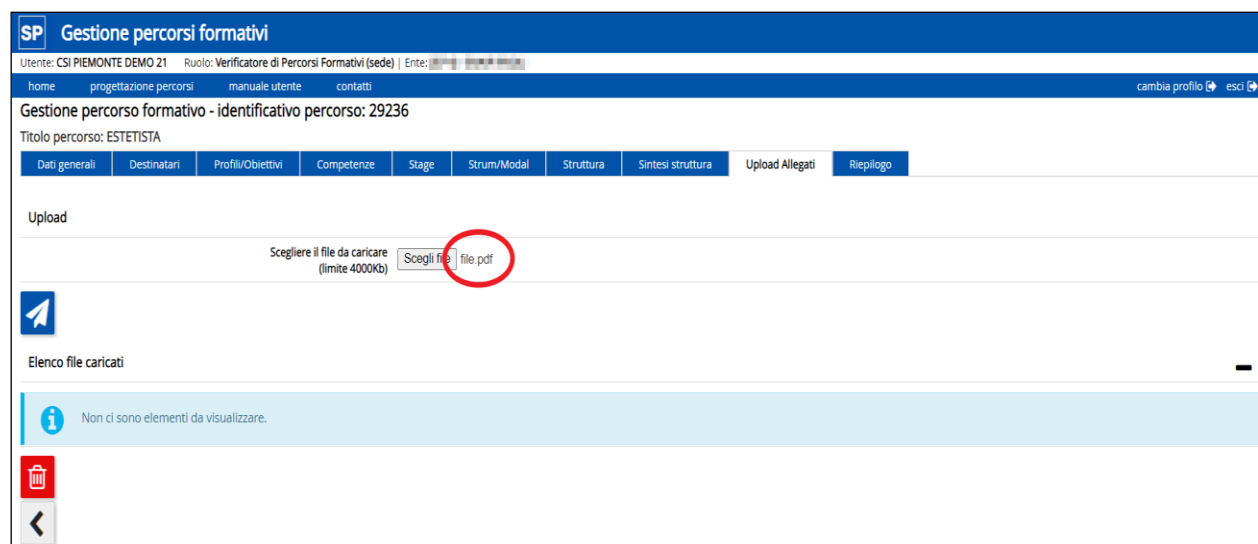 SP Gestione percorsi formativi
Utente: CSI PIEMONTE DEMO 21 Ruolo: Verificatore di Percorsi Formativi (sede) | Ente:
home progettazione percorsi manuale utente contatti cambia profilo esci
Gestione percorso formativo - identificativo percorso: 29236
Titolo percorso: ESTETISTA
Dati generali Destinatari Profili/Obiettivi Competenze Stage Strum/Modal Struttura Sintesi struttura Upload Allegati Riepilogo
Upload
Scegliere il file da caricare
(limite 4000Kb) Scegli file file.pdf
Elenco file caricati
Non ci sono elementi da visualizzare.